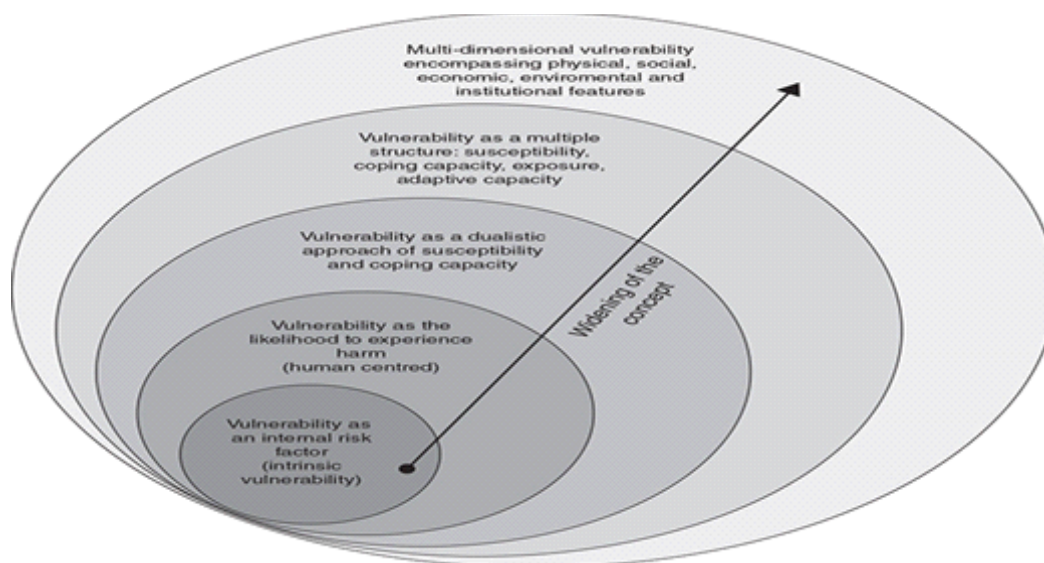 Multi-dimensional vulnerability
encompassing physical, social,
economic, enviromental and
institutional features
Vulnerability as a multiple
structure: susceptibility,
coping capacity, exposure,
adaptive capacity
Vulnerability as a dualistic
approach of susceptibility
and coping capacity
Widening of the
concept
Vulnerability as the
likelihood to experience
harm
(human centred)
Vulnerability as
an internal risk
factor
(intrinsic
vulnerability)